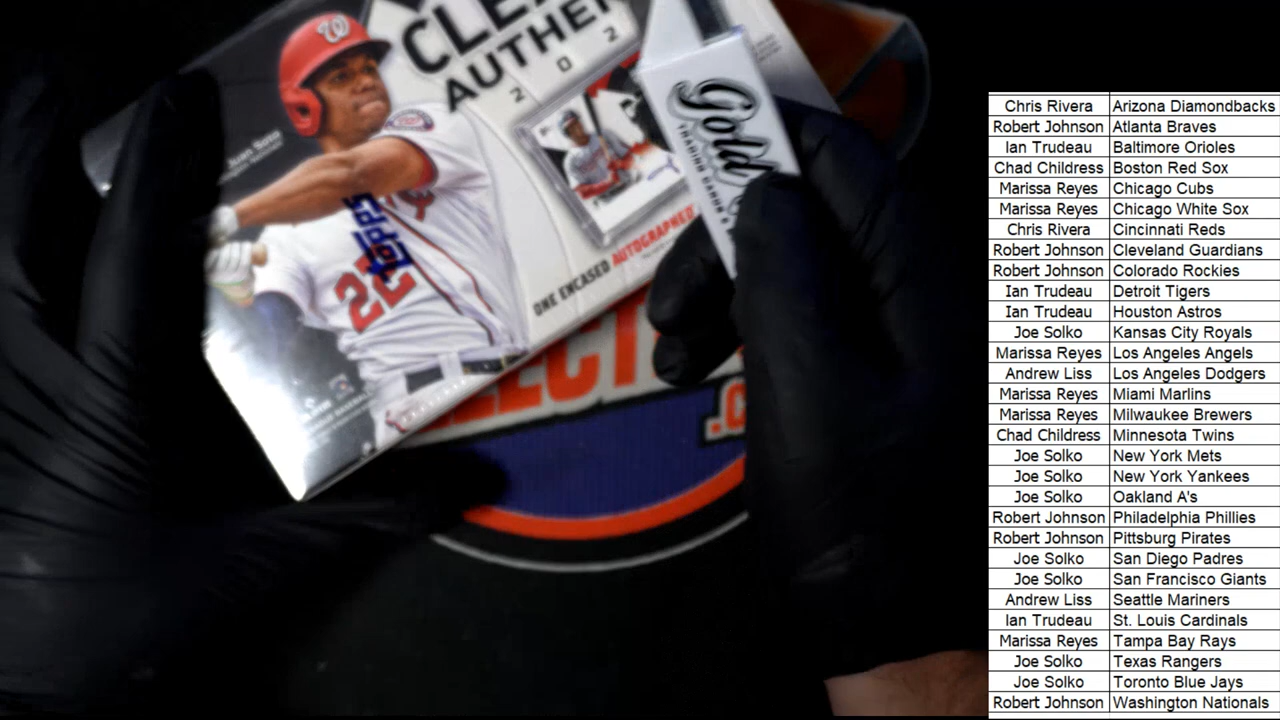 CLEA
AUTHEN
2 0 2
Juan Soto
TOPPS
22
ONE ENCASED AUTOGRAPHED
Gold
TRADING CARDS
LECT
.C
Chris Rivera Arizona Diamondbacks
Robert Johnson Atlanta Braves
Ian Trudeau Baltimore Orioles
Chad Childress Boston Red Sox
Marissa Reyes Chicago Cubs
Marissa Reyes Chicago White Sox
Chris Rivera Cincinnati Reds
Robert Johnson Cleveland Guardians
Robert Johnson Colorado Rockies
Ian Trudeau Detroit Tigers
Ian Trudeau Houston Astros
Joe Solko Kansas City Royals
Marissa Reyes Los Angeles Angels
Andrew Liss Los Angeles Dodgers
Marissa Reyes Miami Marlins
Marissa Reyes Milwaukee Brewers
Chad Childress Minnesota Twins
Joe Solko New York Mets
Joe Solko New York Yankees
Joe Solko Oakland A's
Robert Johnson Philadelphia Phillies
Robert Johnson Pittsburg Pirates
Joe Solko San Diego Padres
Joe Solko San Francisco Giants
Andrew Liss Seattle Mariners
Ian Trudeau St. Louis Cardinals
Marissa Reyes Tampa Bay Rays
Joe Solko Texas Rangers
Joe Solko Toronto Blue Jays
Robert Johnson Washington Nationals